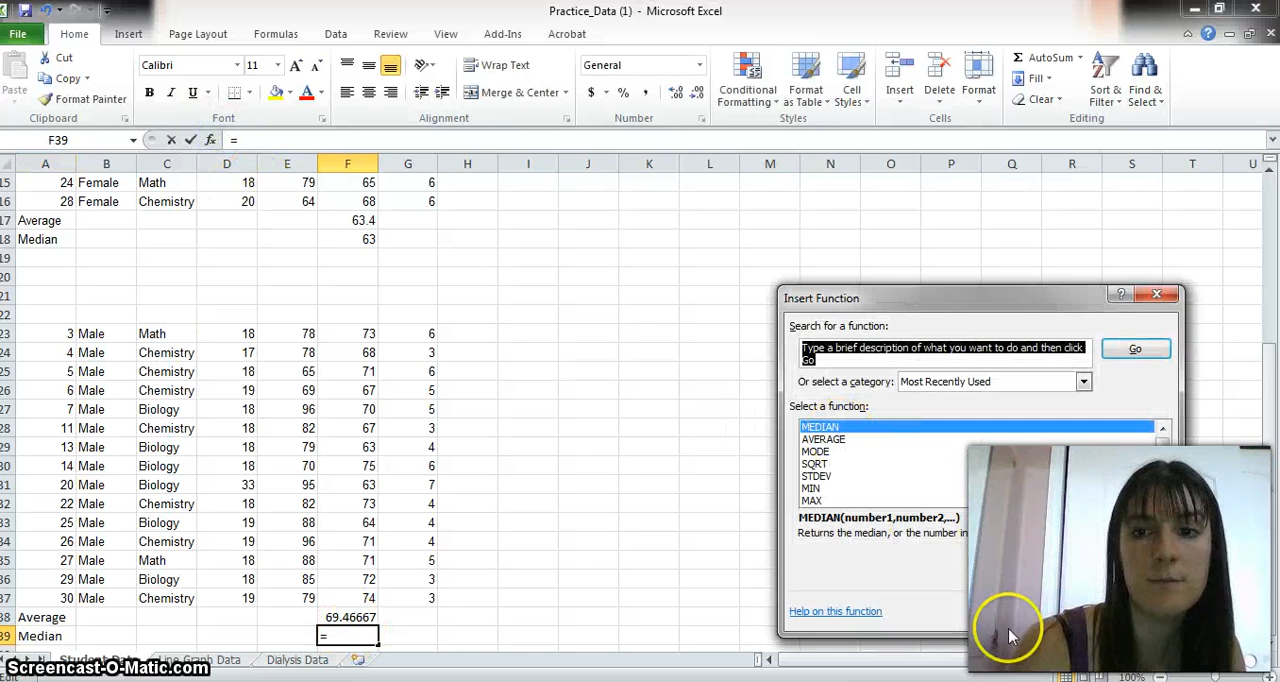 Practice_Data (1) - Microsoft Excel
File Home Insert Page Layout Formulas Data Review View Add-Ins Acrobat
Cut
Copy
Format Painter
Paste
Clipboard
Calibri 11
B I U
Font
Wrap Text
Merge & Center
Alignment
General
$ % ,
Number
Conditional Formatting
Format as Table
Cell Styles
Styles
Insert Delete Format
Cells
AutoSum
Fill
Clear
Sort & Filter
Find & Select
Editing
F39 fx =
A B C D E F G H I J K L M N O P Q R S T U
15 24 Female Math 18 79 65 6
16 28 Female Chemistry 20 64 68 6
17 Average 63.4
18 Median 63
19
20
21
22
23 3 Male Math 18 78 73 6
24 4 Male Chemistry 17 78 68 3
25 5 Male Chemistry 18 65 71 6
26 6 Male Chemistry 19 69 67 5
27 7 Male Biology 18 96 70 5
28 11 Male Chemistry 18 82 67 3
29 13 Male Biology 18 79 63 4
30 14 Male Biology 18 70 75 6
31 20 Male Biology 33 95 63 7
32 22 Male Chemistry 18 82 73 4
33 25 Male Biology 19 88 64 4
34 26 Male Chemistry 19 96 71 4
35 27 Male Math 18 88 71 5
36 29 Male Biology 18 85 72 3
37 30 Male Chemistry 19 79 74 3
38 Average 69.46667
39 Median =
Insert Function
Search for a function:
Type a brief description of what you want to do and then click
Go
Go
Or select a category: Most Recently Used
Select a function:
MEDIAN
AVERAGE
MODE
SQRT
STDEV
MIN
MAX
MEDIAN(number1,number2,...)
Returns the median, or the number in
Help on this function
Line Graph Data Dialysis Data
Screencast-O-Matic.com
100%